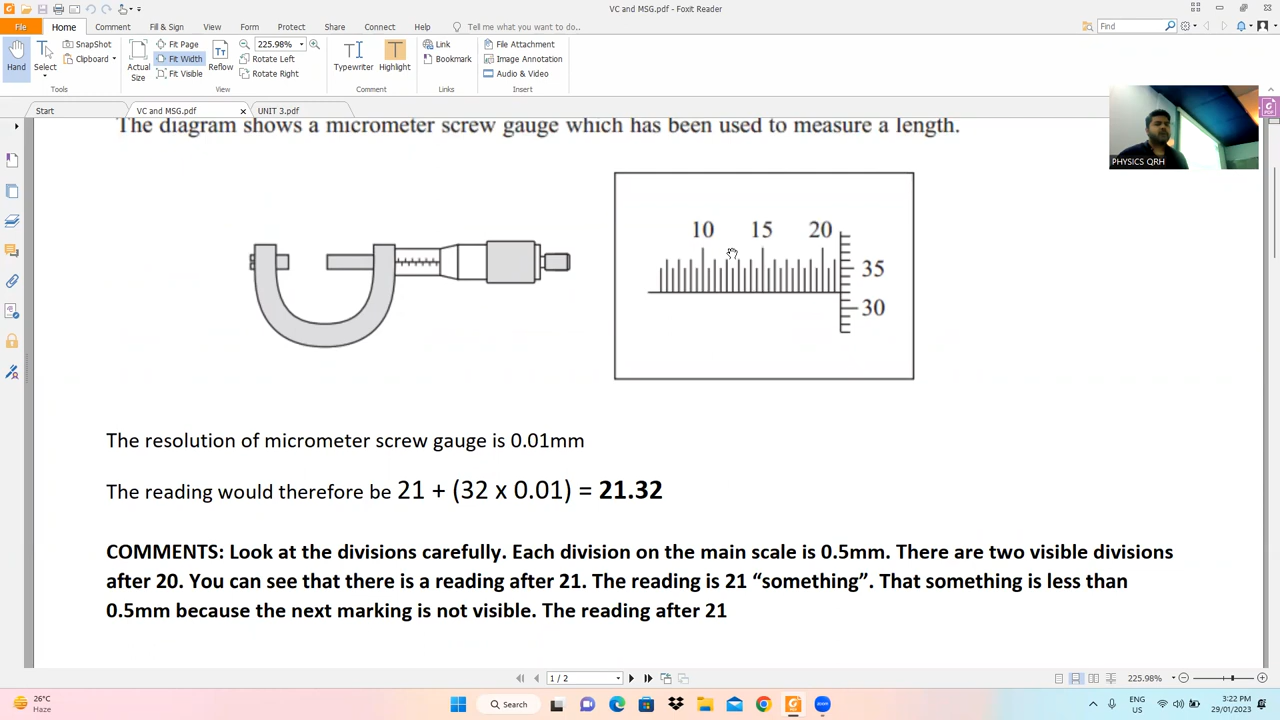 VC and MSG.pdf - Foxit Reader
File Home Comment View Form Protect Share Connect Help Tell me what you want to do... Find
Fill & Sign
Hand
Select
SnapShot
Clipboard
Tools
Actual Size
Fit Page
Fit Width
Fit Visible
Reflow
225.98%
Rotate Left
Rotate Right
View
Typewriter
Highlight
Comment
Link
Bookmark
Links
File Attachment
Image Annotation
Audio & Video
Insert
Start VC and MSG.pdf UNIT 3.pdf
PHYSICS QRH
The diagram shows a micrometer screw gauge which has been used to measure a length.
10 15 20
35
30
The resolution of micrometer screw gauge is 0.01mm
The reading would therefore be 21 + (32 x 0.01) = 21.32
COMMENTS: Look at the divisions carefully. Each division on the main scale is 0.5mm. There are two visible divisions
after 20. You can see that there is a reading after 21. The reading is 21 “something”. That something is less than
0.5mm because the next marking is not visible. The reading after 21
1 / 2
225.98%
26°C
Haze
Search
ENG
US
3:22 PM
29/01/2023